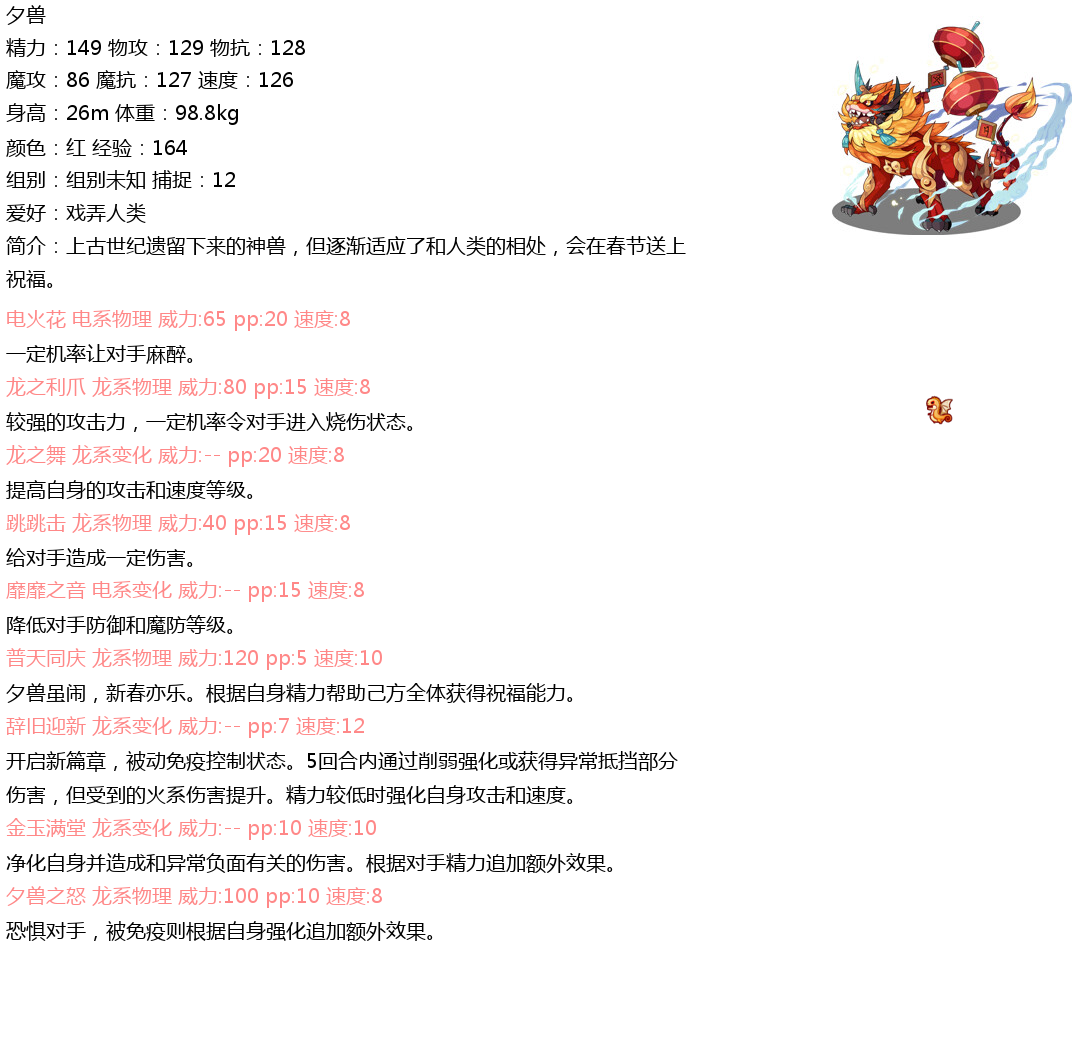 夕兽
精力：149 物攻：129 物抗：128
魔攻：86 魔抗：127 速度：126
身高：26m 体重：98.8kg
颜色：红 经验：164
组别：组别未知 捕捉：12
爱好：戏弄人类
简介：上古世纪遗留下来的神兽，但逐渐适应了和人类的相处，会在春节送上
祝福。
电火花 电系物理 威力:65 pp:20 速度:8
一定机率让对手麻醉。
龙之利爪 龙系物理 威力:80 pp:15 速度:8
较强的攻击力，一定机率令对手进入烧伤状态。
龙之舞 龙系变化 威力:-- pp:20 速度:8
提高自身的攻击和速度等级。
跳跳击 龙系物理 威力:40 pp:15 速度:8
给对手造成一定伤害。
靡靡之音 电系变化 威力:-- pp:15 速度:8
降低对手防御和魔防等级。
普天同庆 龙系物理 威力:120 pp:5 速度:10
夕兽虽闹，新春亦乐。根据自身精力帮助己方全体获得祝福能力。
辞旧迎新 龙系变化 威力:-- pp:7 速度:12
开启新篇章，被动免疫控制状态。5回合内通过削弱强化或获得异常抵挡部分
伤害，但受到的火系伤害提升。精力较低时强化自身攻击和速度。
金玉满堂 龙系变化 威力:-- pp:10 速度:10
净化自身并造成和异常负面有关的伤害。根据对手精力追加额外效果。
夕兽之怒 龙系物理 威力:100 pp:10 速度:8
恐惧对手，被免疫则根据自身强化追加额外效果。